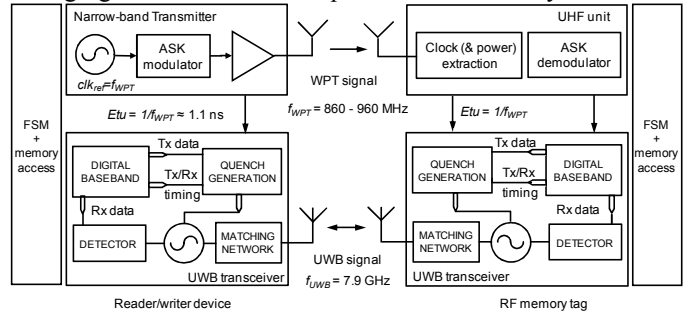 Narrow-band Transmitter
ASK
modulator
clk_ref=f_WPT
WPT signal
f_WPT = 860 - 960 MHz
UHF unit
Clock (& power)
extraction
ASK
demodulator
FSM
+
memory
access
Etu = 1/f_WPT ≈ 1.1 ns
Etu = 1/f_WPT
FSM
+
memory
access
DIGITAL
BASEBAND
Tx data
Tx/Rx
timing
QUENCH
GENERATION
Rx data
DETECTOR
MATCHING
NETWORK
UWB transceiver
UWB signal
f_UWB = 7.9 GHz
QUENCH
GENERATION
Tx data
Tx/Rx
timing
DIGITAL
BASEBAND
Rx data
MATCHING
NETWORK
DETECTOR
UWB transceiver
Reader/writer device
RF memory tag